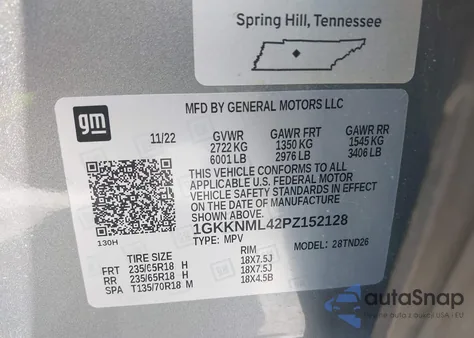 Spring Hill, Tennessee
gm
MFD BY GENERAL MOTORS LLC
11/22 GVWR GAWR FRT GAWR RR
2722 KG 1350 KG 1545 KG
6001 LB 2976 LB 3406 LB
THIS VEHICLE CONFORMS TO ALL
APPLICABLE U.S. FEDERAL MOTOR
VEHICLE SAFETY STANDARDS IN EFFECT
ON THE DATE OF MANUFACTURE SHOWN ABOVE.
1GKKNML42PZ152128
130H TYPE: MPV MODEL: 28TND26
TIRE SIZE RIM
FRT 235/65R18 H 18X7.5J
RR 235/65R18 H 18X7.5J
SPA T135/70R18 M 18X4.5B
autoSnap